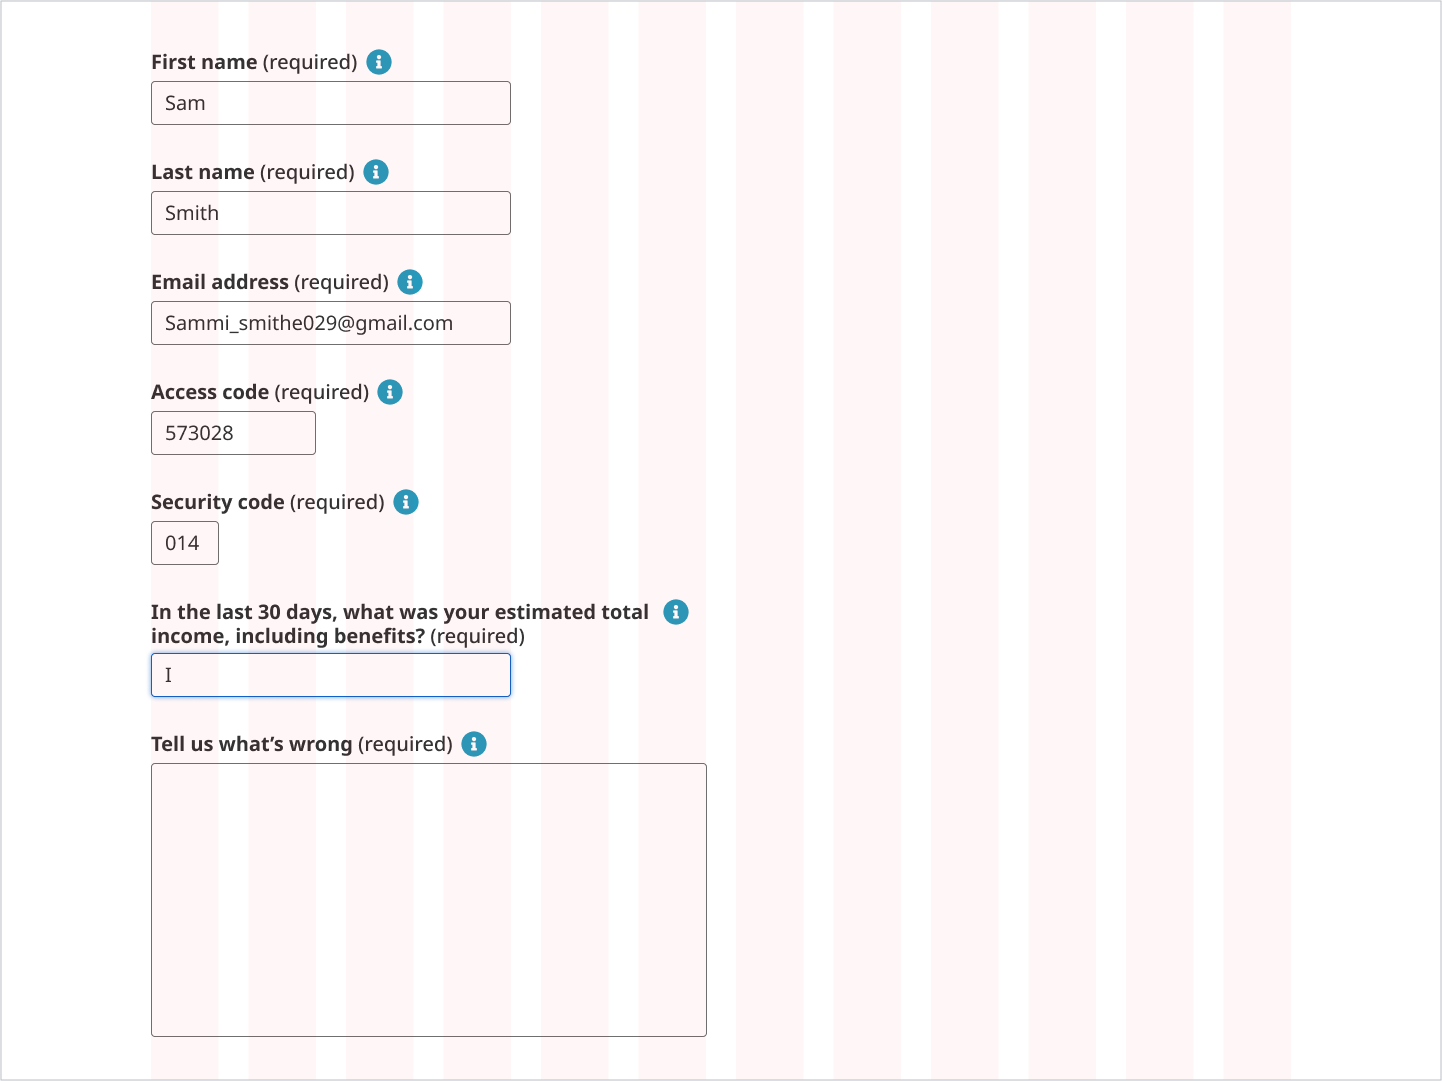 First name (required)
Sam
Last name (required)
Smith
Email address (required)
Sammi_smithe029@gmail.com
Access code (required)
573028
Security code (required)
014
In the last 30 days, what was your estimated total
income, including benefits? (required)
I
Tell us what’s wrong (required)